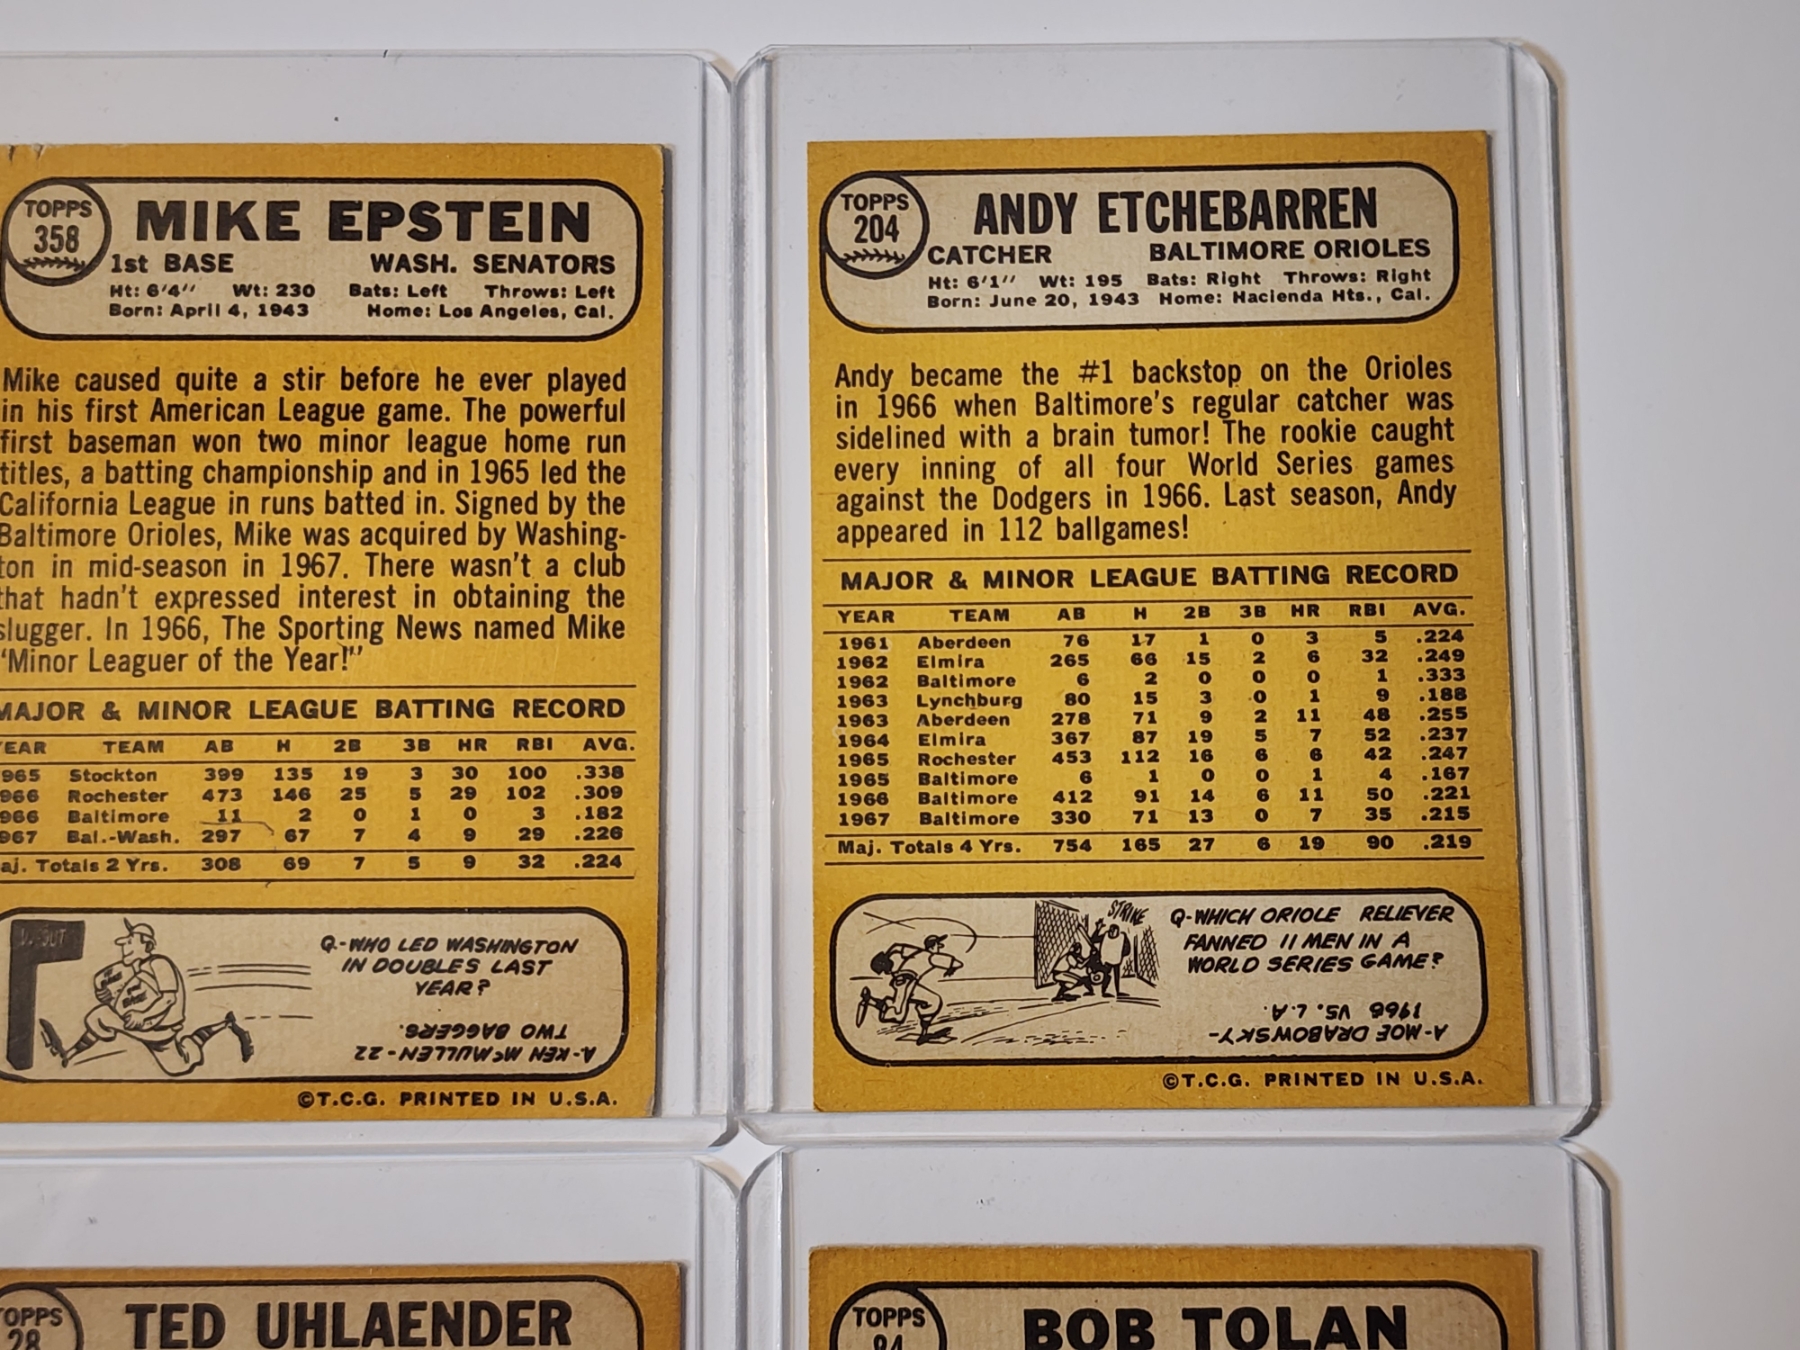 TOPPS
358
MIKE EPSTEIN
1st BASE WASH. SENATORS
Ht: 6'4" Wt: 230 Bats: Left Throws: Left
Born: April 4, 1943 Home: Los Angeles, Cal.
Mike caused quite a stir before he ever played
in his first American League game. The powerful
first baseman won two minor league home run
titles, a batting championship and in 1965 led the
California League in runs batted in. Signed by the
Baltimore Orioles, Mike was acquired by Washing-
ton in mid-season in 1967. There wasn't a club
that hadn't expressed interest in obtaining the
slugger. In 1966, The Sporting News named Mike
"Minor Leaguer of the Year!"
MAJOR & MINOR LEAGUE BATTING RECORD
EAR TEAM AB H 2B 3B HR RBI AVG.
965 Stockton 399 135 19 3 30 100 .338
966 Rochester 473 146 25 5 29 102 .309
966 Baltimore 11 2 0 1 0 3 .182
967 Bal.-Wash. 297 67 7 4 9 29 .226
aj. Totals 2 Yrs. 308 69 7 5 9 32 .224
Q-WHO LED WASHINGTON
IN DOUBLES LAST
YEAR?
A-KEN McMULLEN-22
TWO BAGGERS.
©T.C.G. PRINTED IN U.S.A.
TOPPS
204
ANDY ETCHEBARREN
CATCHER BALTIMORE ORIOLES
Ht: 6'1" Wt: 195 Bats: Right Throws: Right
Born: June 20, 1943 Home: Hacienda Hts., Cal.
Andy became the #1 backstop on the Orioles
in 1966 when Baltimore's regular catcher was
sidelined with a brain tumor! The rookie caught
every inning of all four World Series games
against the Dodgers in 1966. Last season, Andy
appeared in 112 ballgames!
MAJOR & MINOR LEAGUE BATTING RECORD
YEAR TEAM AB H 2B 3B HR RBI AVG.
1961 Aberdeen 76 17 1 0 3 5 .224
1962 Elmira 265 66 15 2 6 32 .249
1962 Baltimore 6 2 0 0 0 1 .333
1963 Lynchburg 80 15 3 0 1 9 .188
1963 Aberdeen 278 71 9 2 11 48 .255
1964 Elmira 367 87 19 5 7 52 .237
1965 Rochester 453 112 16 6 6 42 .247
1965 Baltimore 6 1 0 0 1 4 .167
1966 Baltimore 412 91 14 6 11 50 .221
1967 Baltimore 330 71 13 0 7 35 .215
Maj. Totals 4 Yrs. 754 165 27 6 19 90 .219
STRIKE
Q-WHICH ORIOLE RELIEVER
FANNED 11 MEN IN A
WORLD SERIES GAME?
A-MOE DRABOWSKY-
1966 VS. L.A.
©T.C.G. PRINTED IN U.S.A.
TOPPS
28
TED UHLAENDER
TOPPS
84
BOB TOLAN